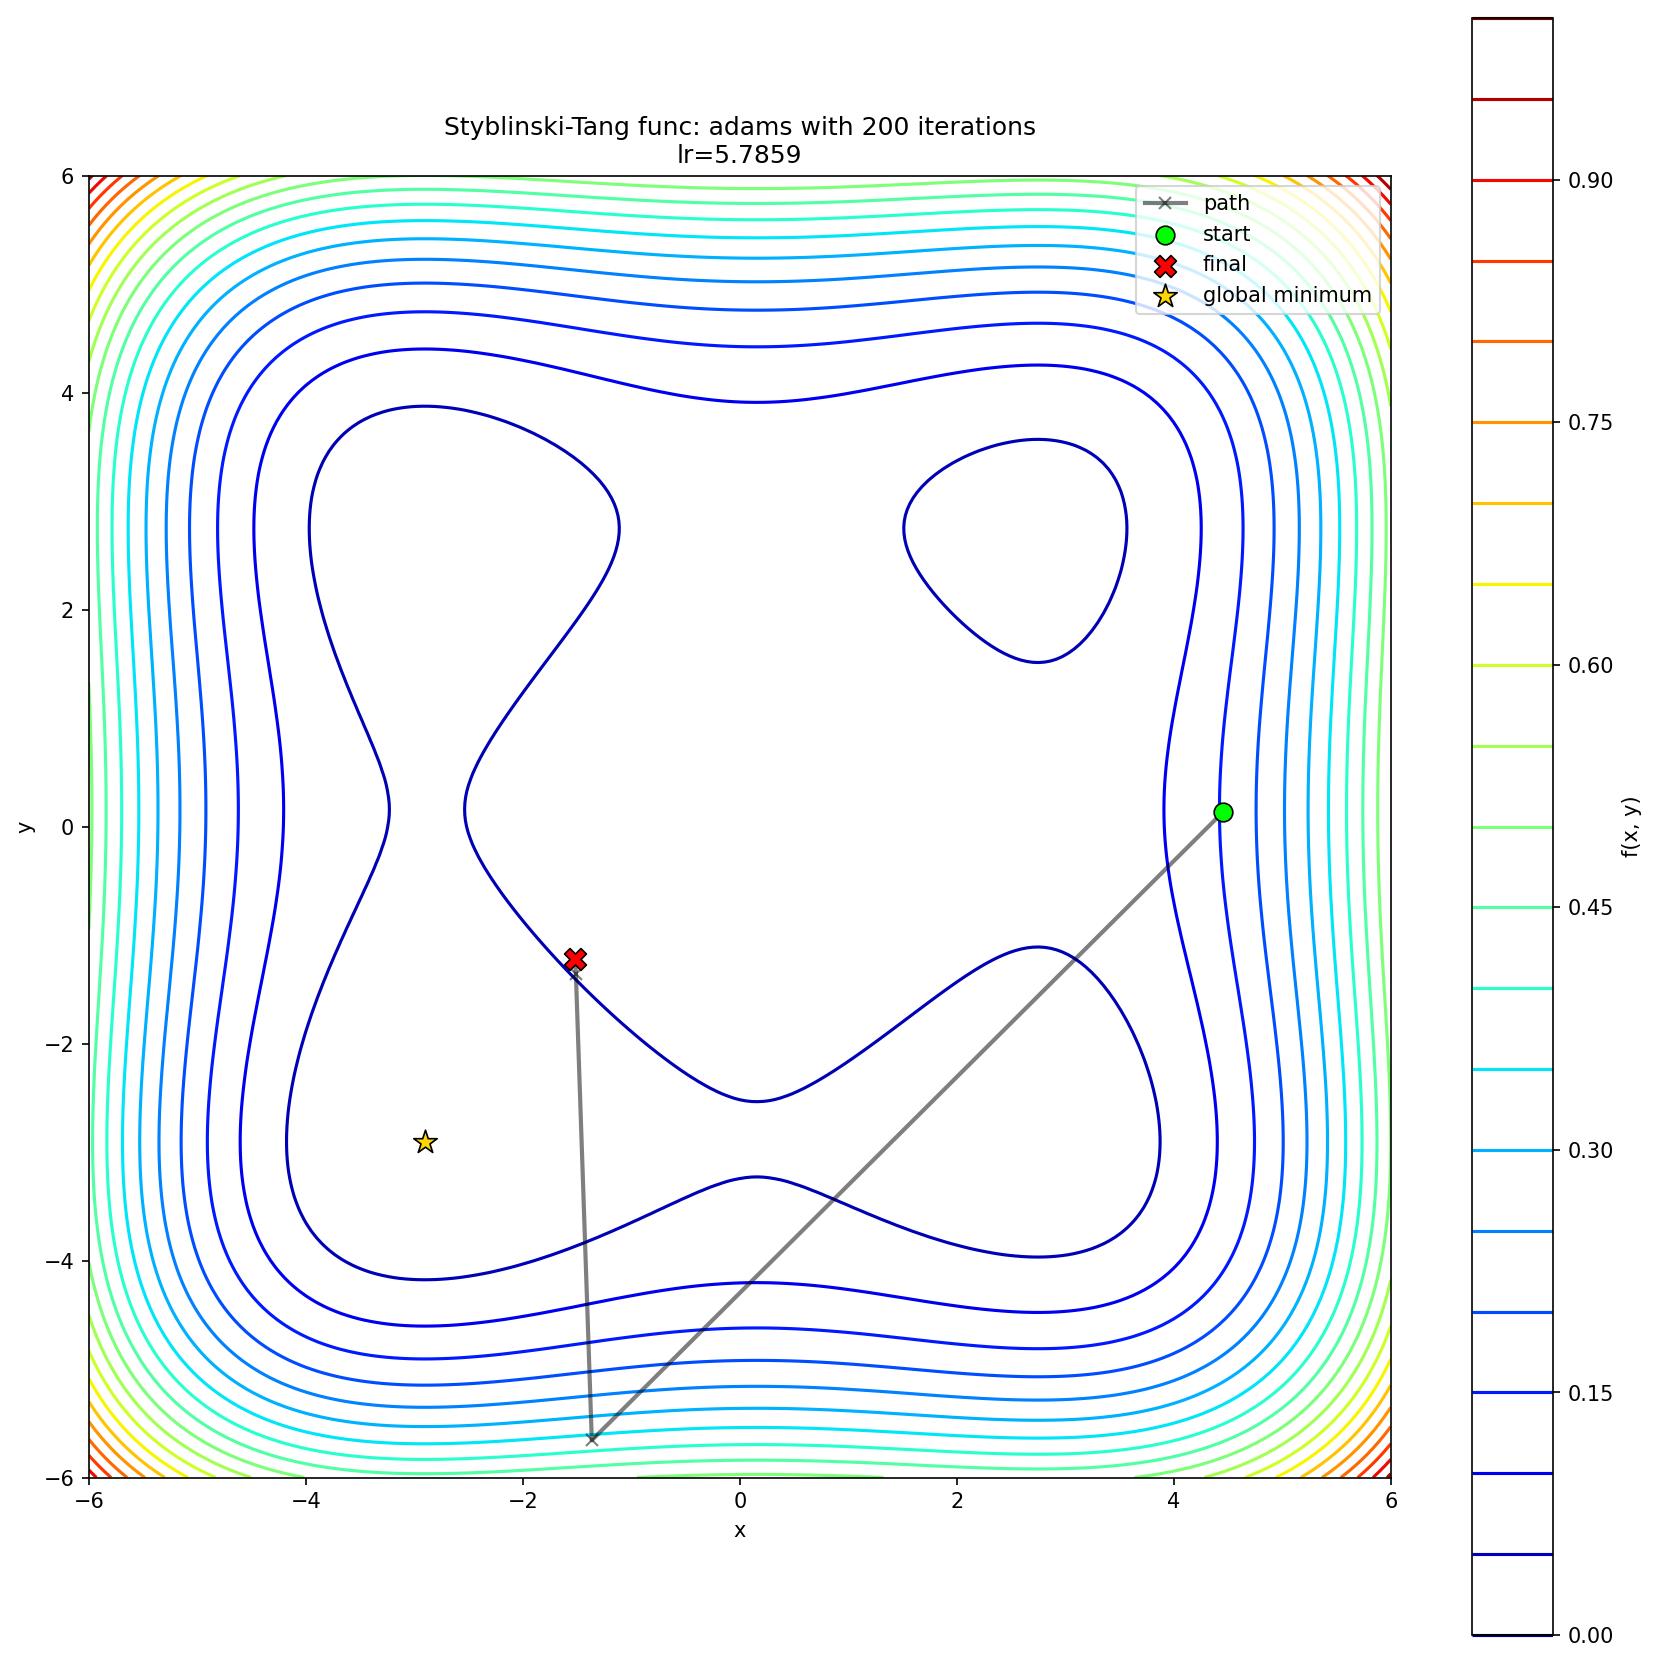 Styblinski-Tang func: adams with 200 iterations
lr=5.7859
path
start
final
global minimum
6
4
2
0
−2
−4
−6
y
−6
−4
−2
0
2
4
6
x
0.90
0.75
0.60
0.45
0.30
0.15
0.00
f(x, y)